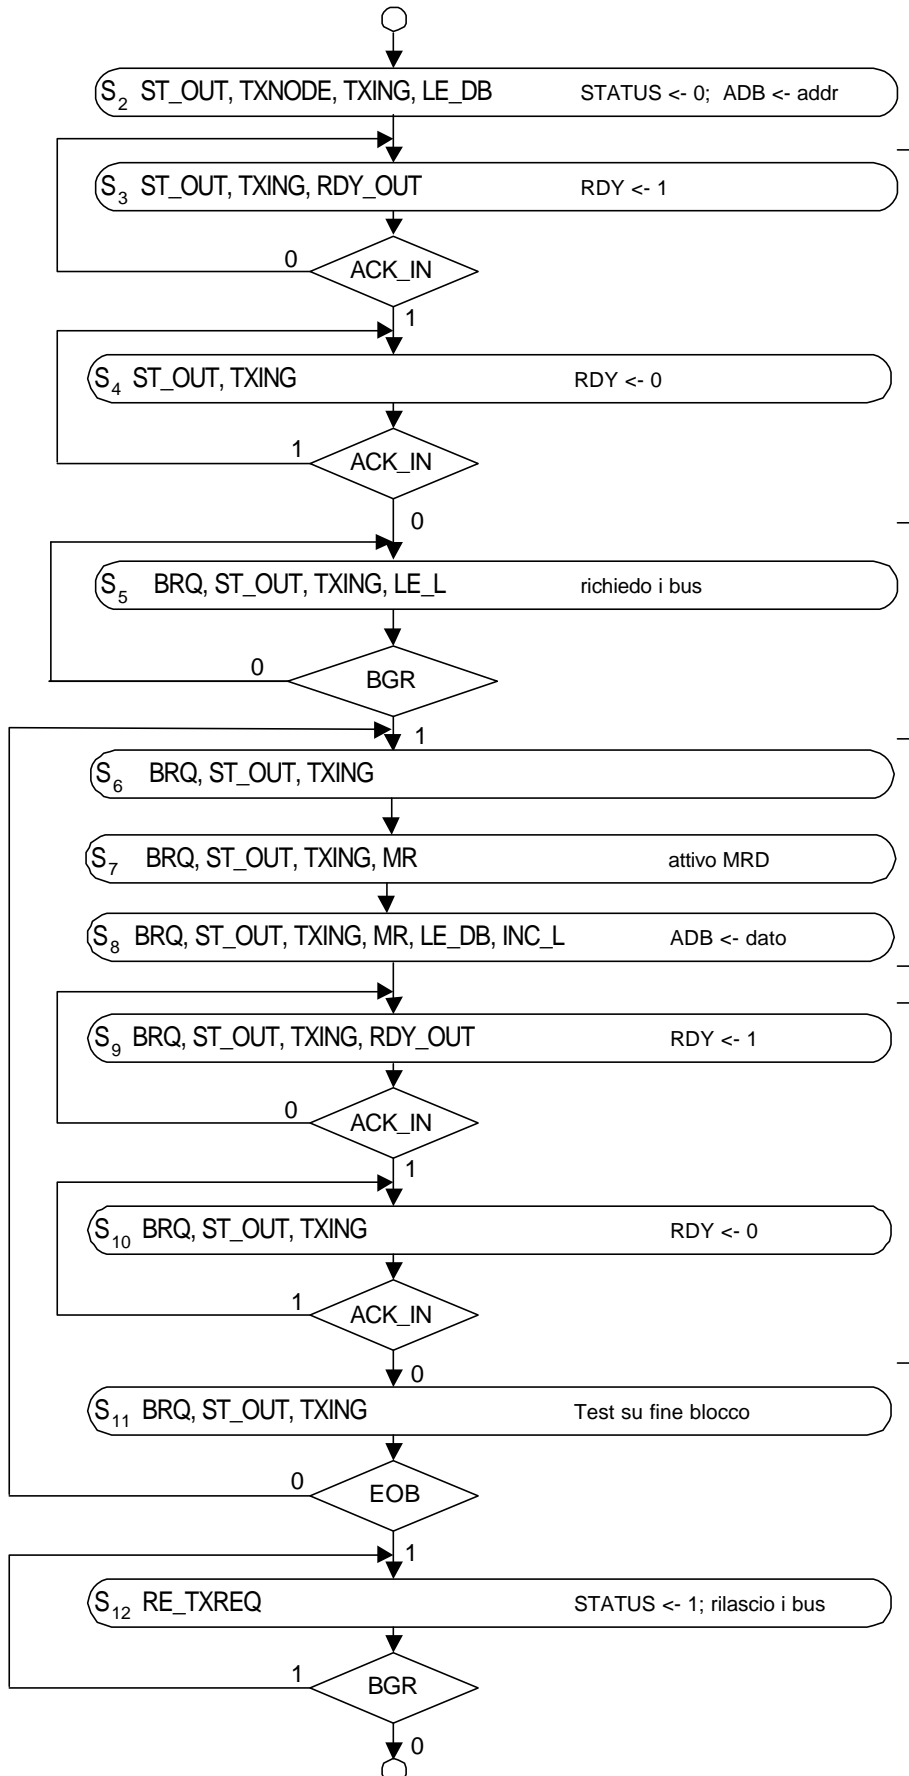 S2 ST_OUT, TXNODE, TXING, LE_DB STATUS <- 0; ADB <- addr
S3 ST_OUT, TXING, RDY_OUT RDY <- 1
0 ACK_IN
1
S4 ST_OUT, TXING RDY <- 0
1 ACK_IN
0
S5 BRQ, ST_OUT, TXING, LE_L richiedo i bus
0 BGR
1
S6 BRQ, ST_OUT, TXING
S7 BRQ, ST_OUT, TXING, MR attivo MRD
S8 BRQ, ST_OUT, TXING, MR, LE_DB, INC_L ADB <- dato
S9 BRQ, ST_OUT, TXING, RDY_OUT RDY <- 1
0 ACK_IN
1
S10 BRQ, ST_OUT, TXING RDY <- 0
1 ACK_IN
0
S11 BRQ, ST_OUT, TXING Test su fine blocco
0 EOB
1
S12 RE_TXREQ STATUS <- 1; rilascio i bus
1 BGR
0